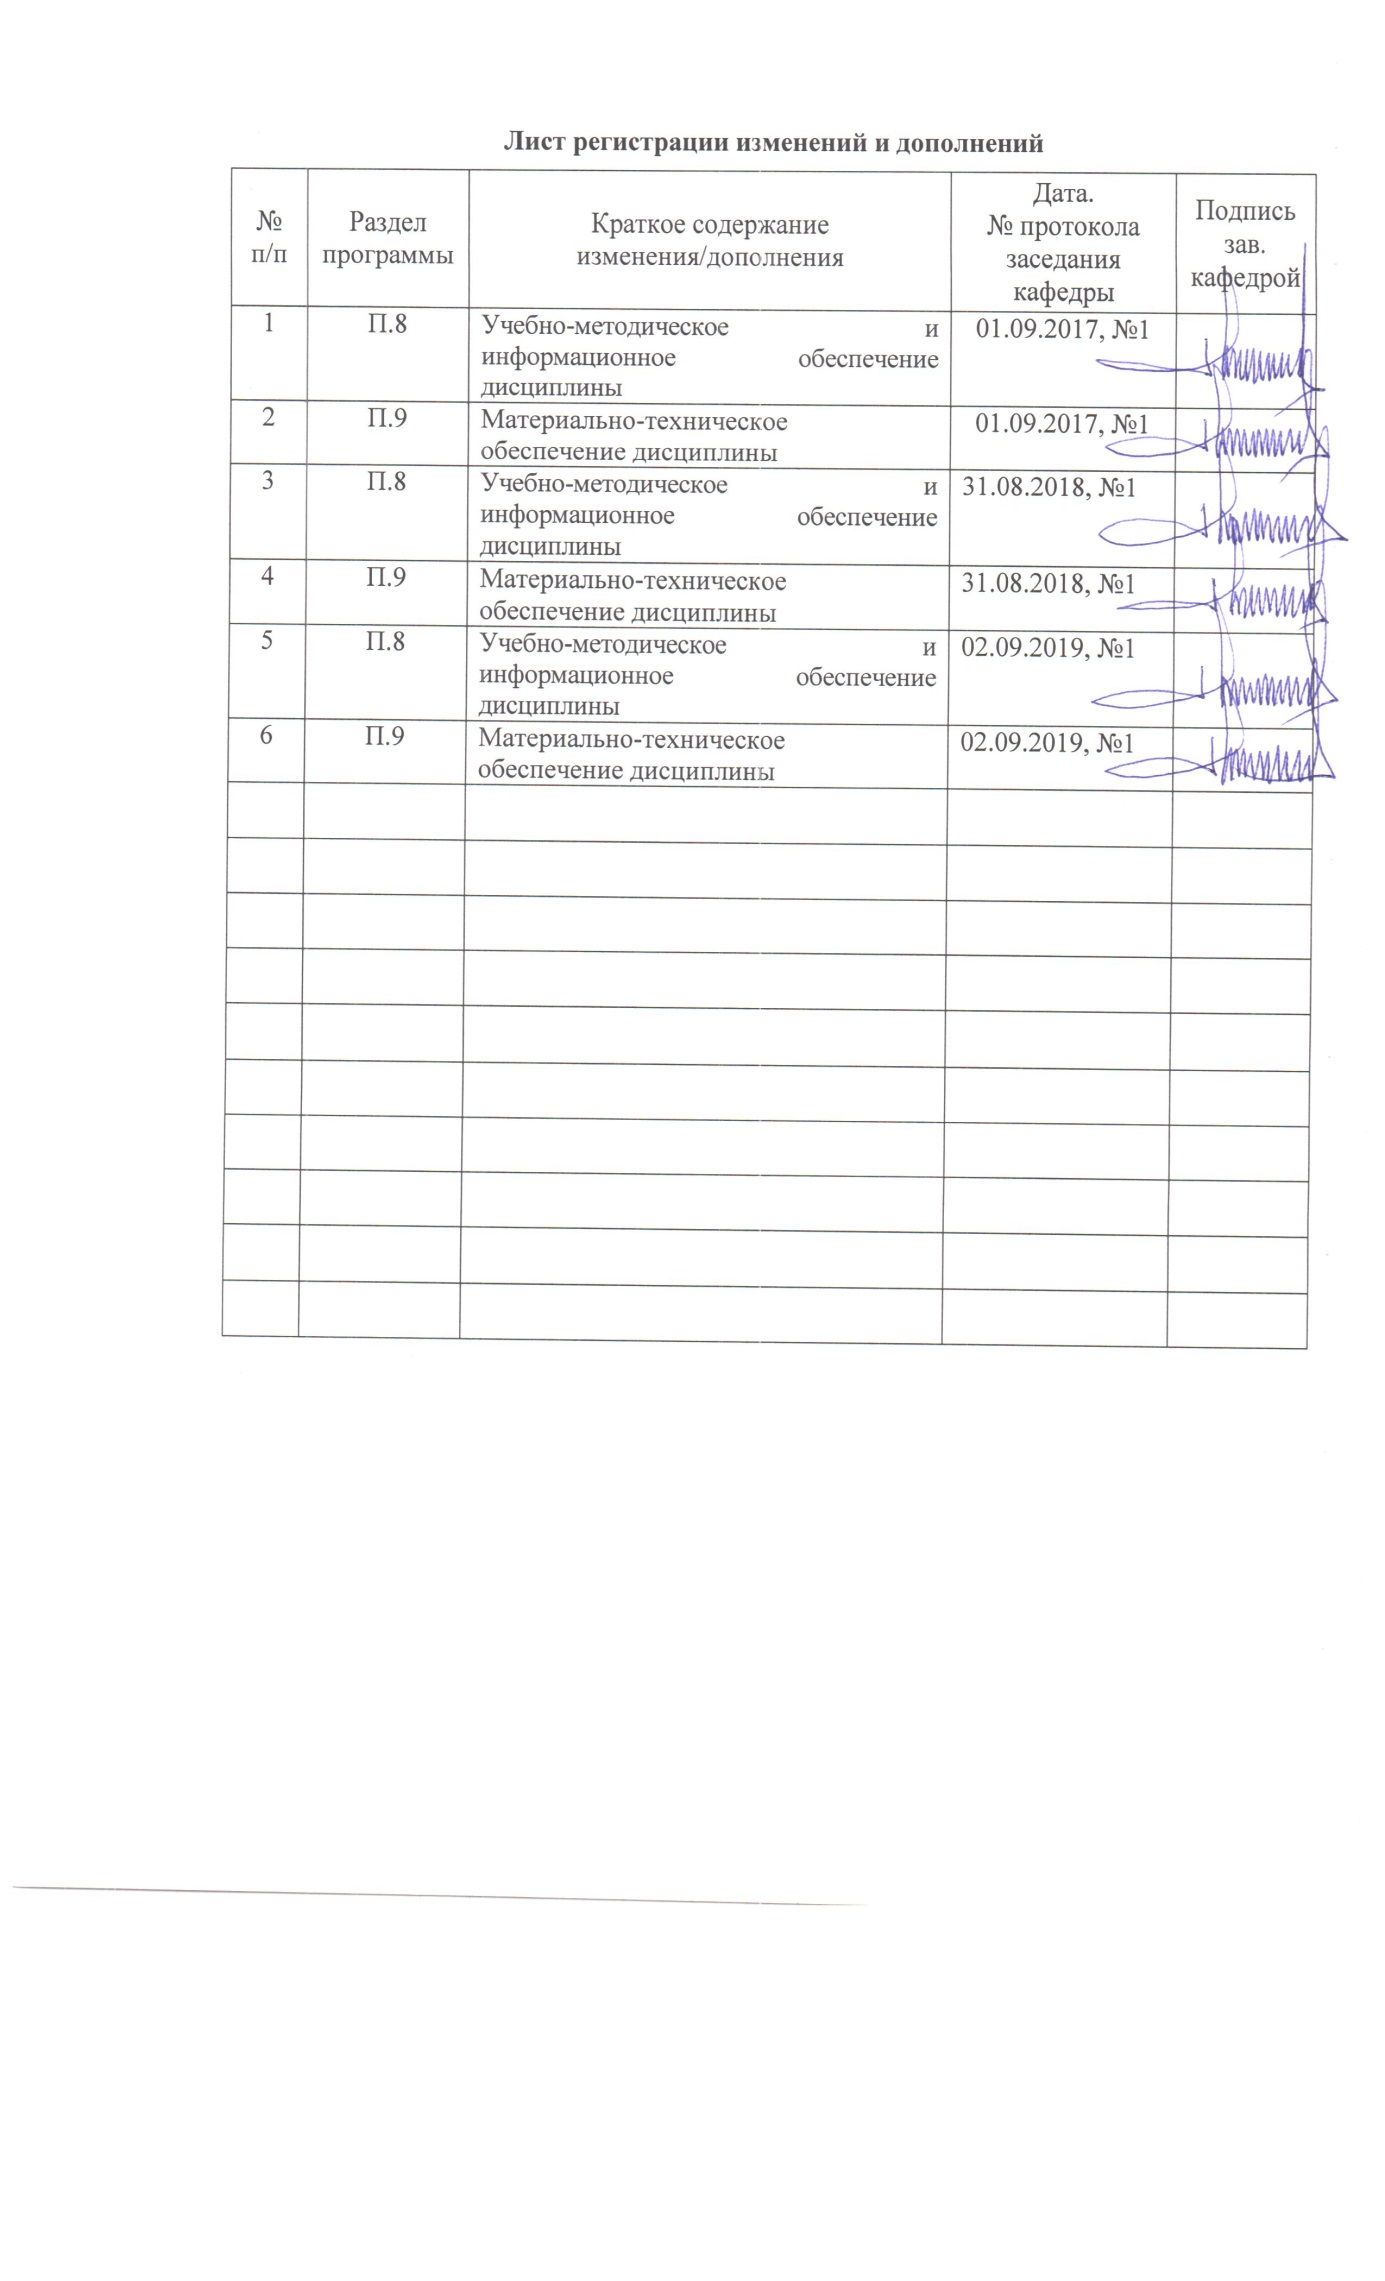 Лист регистрации изменений и дополнений
№
п/п
Раздел
программы
Краткое содержание
изменения/дополнения
Дата.
№ протокола
заседания
кафедры
Подпись
зав.
кафедрой
1
П.8
Учебно-методическое и
информационное обеспечение
дисциплины
01.09.2017, №1
2
П.9
Материально-техническое
обеспечение дисциплины
01.09.2017, №1
3
П.8
Учебно-методическое и
информационное обеспечение
дисциплины
31.08.2018, №1
4
П.9
Материально-техническое
обеспечение дисциплины
31.08.2018, №1
5
П.8
Учебно-методическое и
информационное обеспечение
дисциплины
02.09.2019, №1
6
П.9
Материально-техническое
обеспечение дисциплины
02.09.2019, №1